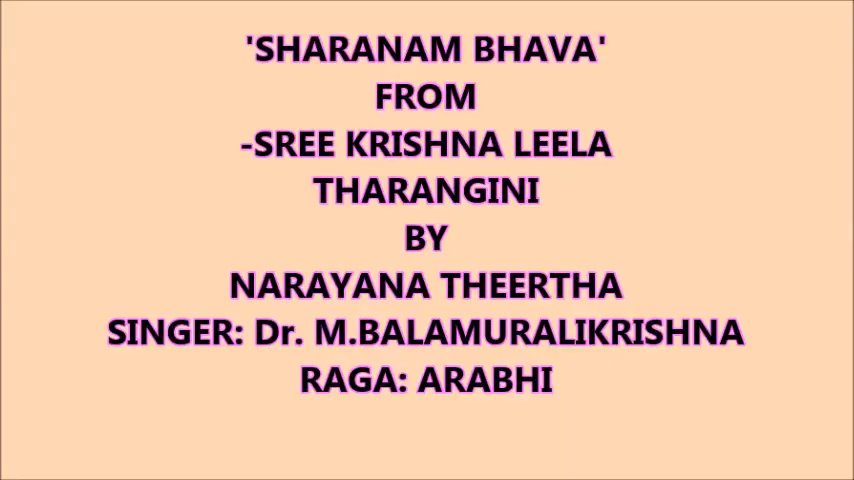 'SHARANAM BHAVA'
FROM
-SREE KRISHNA LEELA
THARANGINI
BY
NARAYANA THEERTHA
SINGER: Dr. M.BALAMURALIKRISHNA
RAGA: ARABHI